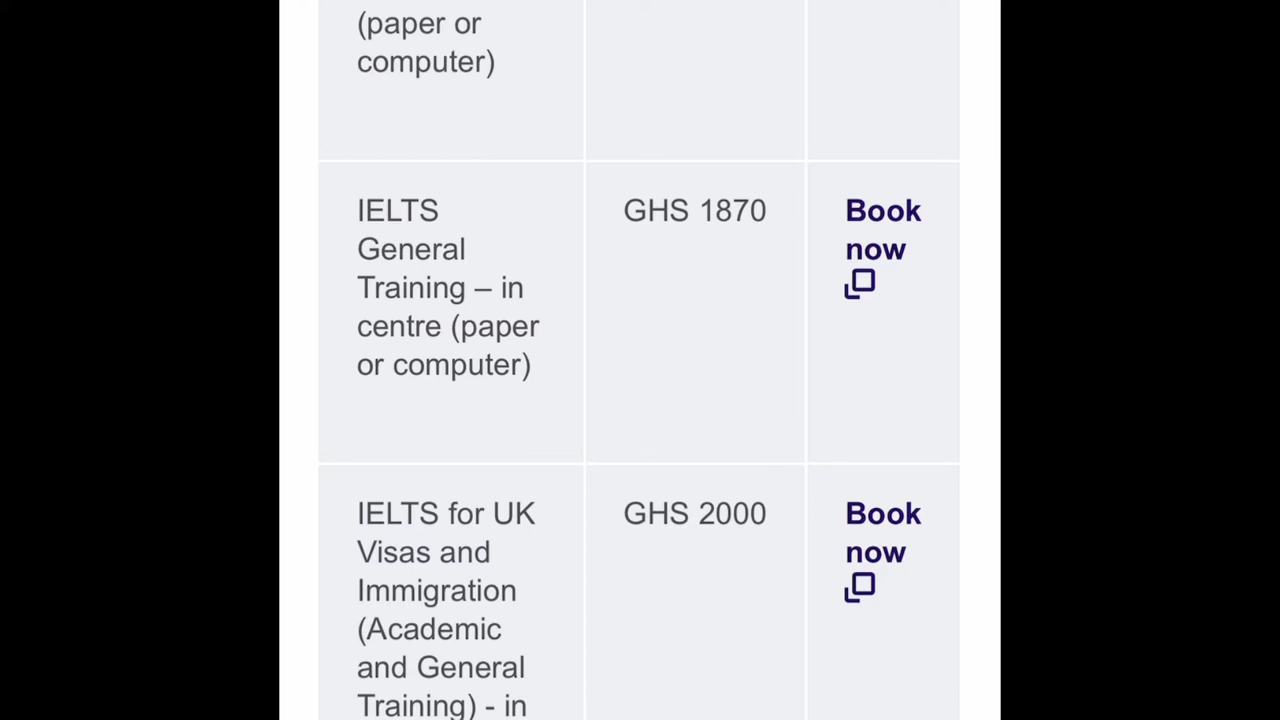 (paper or
computer)
IELTS
General
Training – in
centre (paper
or computer)
GHS 1870
Book
now
IELTS for UK
Visas and
Immigration
(Academic
and General
Training) - in
GHS 2000
Book
now